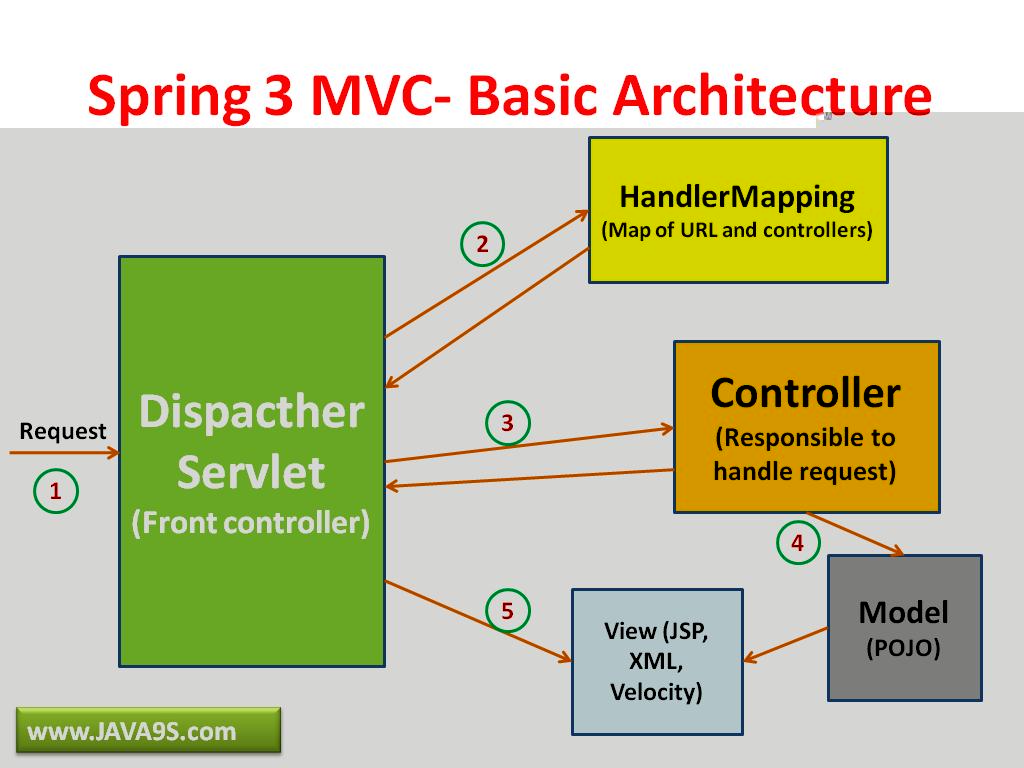 Spring 3 MVC- Basic Architecture
HandlerMapping
(Map of URL and controllers)
2
Dispacther
Servlet
(Front controller)
Request
1
3
Controller
(Responsible to
handle request)
4
Model
(POJO)
5
View (JSP,
XML,
Velocity)
www.JAVA9S.com